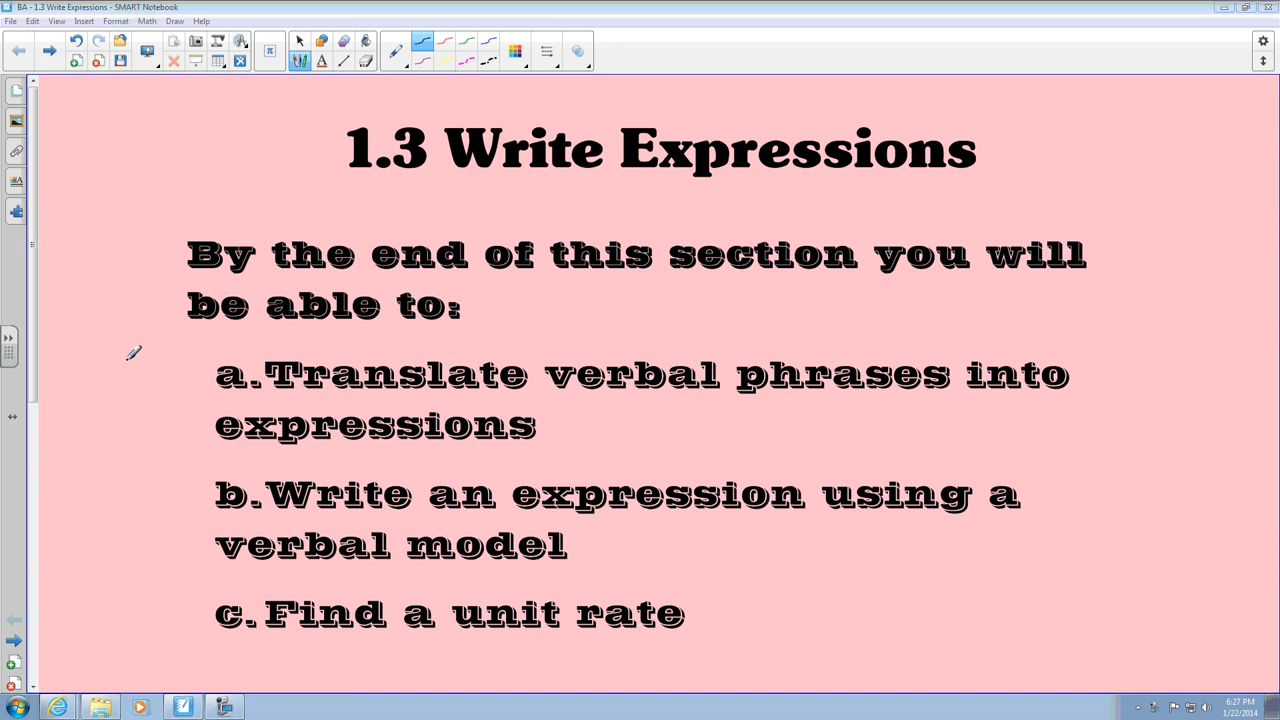 BA - 1.3 Write Expressions - SMART Notebook
File Edit View Insert Format Math Draw Help
1.3 Write Expressions
By the end of this section you will
be able to:
a.Translate verbal phrases into
expressions
b.Write an expression using a
verbal model
c.Find a unit rate
6:27 PM
1/22/2014